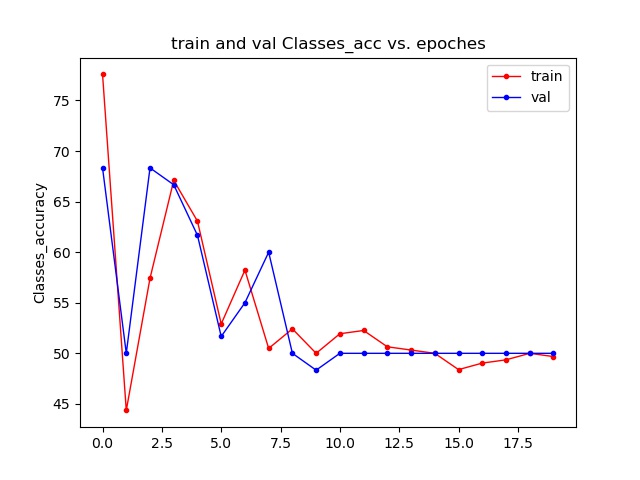 train and val Classes_acc vs. epoches
train
val
Classes_accuracy
75
70
65
60
55
50
45
0.0 2.5 5.0 7.5 10.0 12.5 15.0 17.5